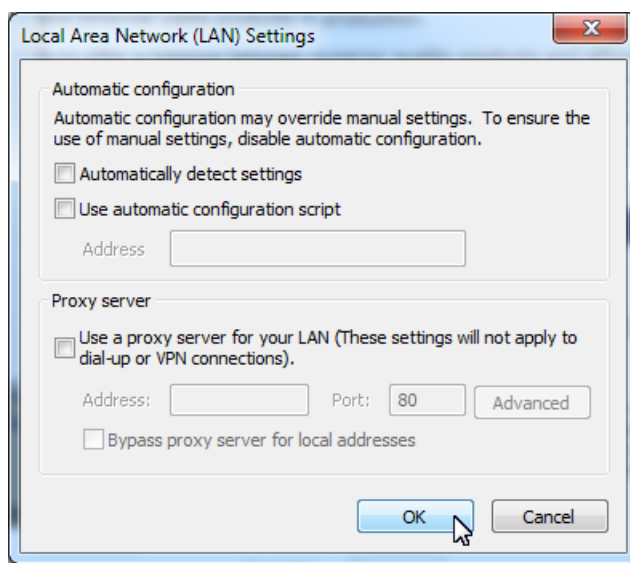 Local Area Network (LAN) Settings
Automatic configuration
Automatic configuration may override manual settings. To ensure the
use of manual settings, disable automatic configuration.
Automatically detect settings
Use automatic configuration script
Address
Proxy server
Use a proxy server for your LAN (These settings will not apply to
dial-up or VPN connections).
Address: Port: 80 Advanced
Bypass proxy server for local addresses
OK Cancel